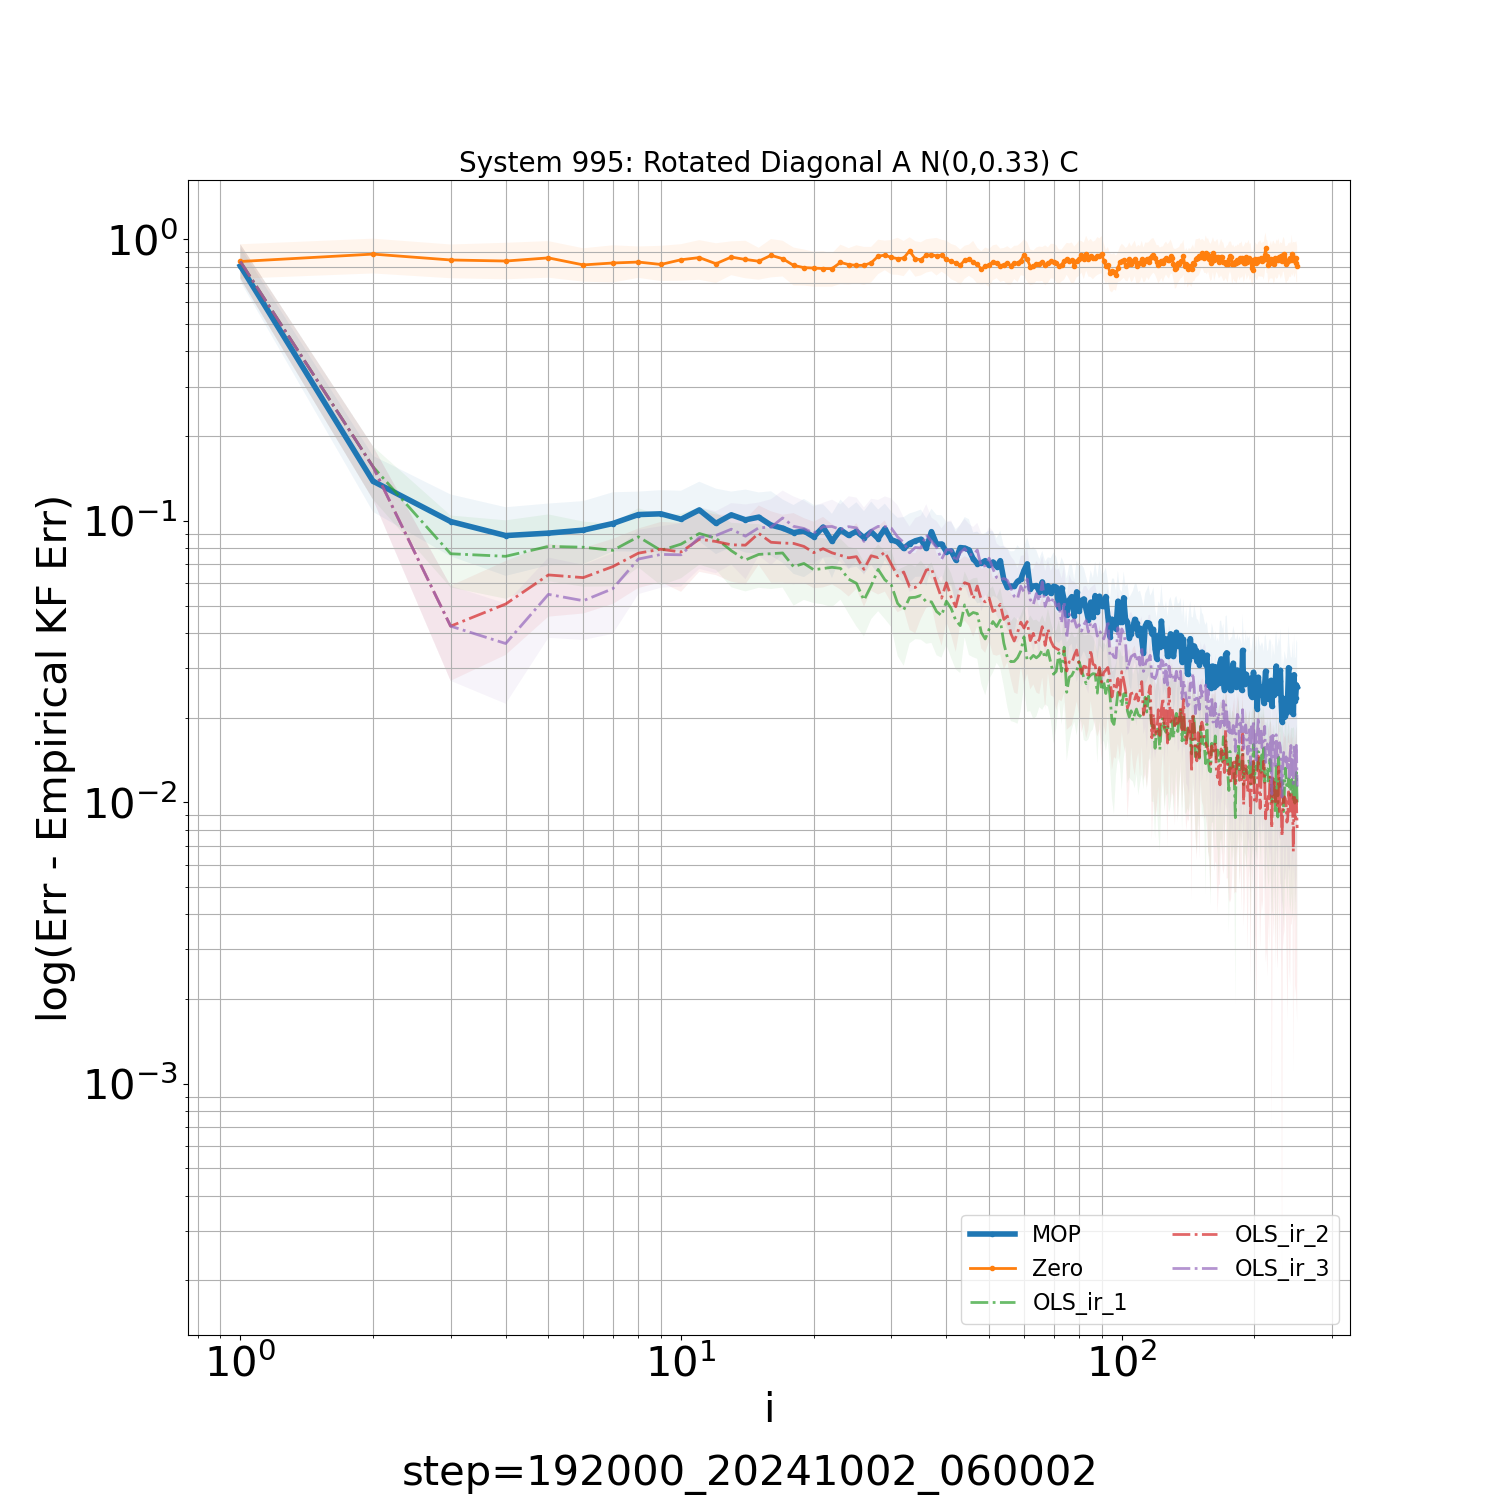 System 995: Rotated Diagonal A N(0,0.33) C
log(Err - Empirical KF Err)
10⁰
10⁻¹
10⁻²
10⁻³
10⁰ 10¹ 10²
i
MOP
Zero
OLS_ir_1
OLS_ir_2
OLS_ir_3
step=192000_20241002_060002